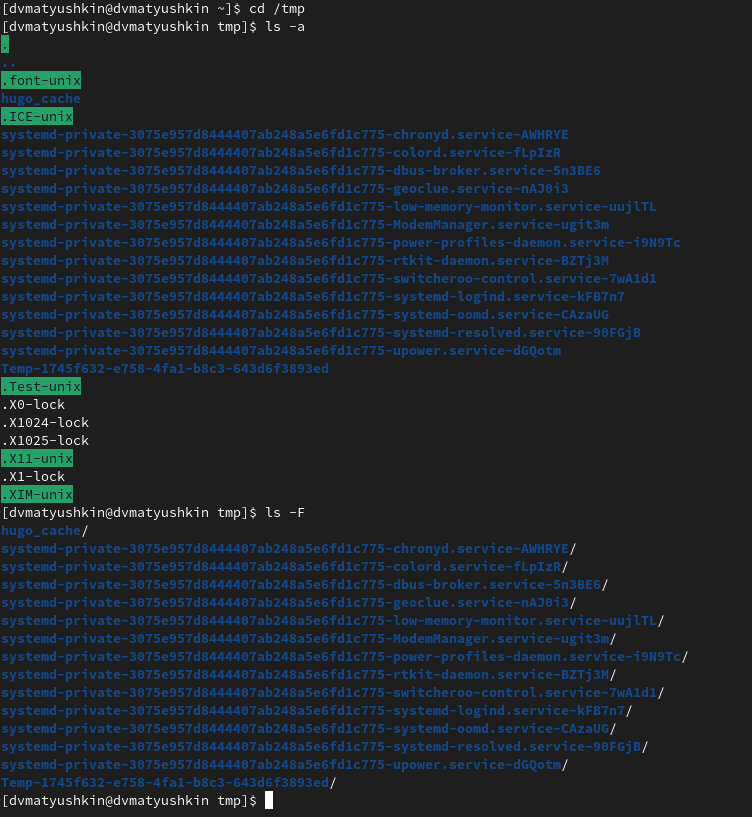 [dvmatyushkin@dvmatyushkin ~]$ cd /tmp
[dvmatyushkin@dvmatyushkin tmp]$ ls -a
.
..
.font-unix
hugo_cache
.ICE-unix
systemd-private-3075e957d8444407ab248a5e6fd1c775-chronyd.service-AWHRYE
systemd-private-3075e957d8444407ab248a5e6fd1c775-colord.service-fLpIzR
systemd-private-3075e957d8444407ab248a5e6fd1c775-dbus-broker.service-5n3BE6
systemd-private-3075e957d8444407ab248a5e6fd1c775-geoclue.service-nAJ0i3
systemd-private-3075e957d8444407ab248a5e6fd1c775-low-memory-monitor.service-uujlTL
systemd-private-3075e957d8444407ab248a5e6fd1c775-ModemManager.service-ugit3m
systemd-private-3075e957d8444407ab248a5e6fd1c775-power-profiles-daemon.service-i9N9Tc
systemd-private-3075e957d8444407ab248a5e6fd1c775-rtkit-daemon.service-BZTj3M
systemd-private-3075e957d8444407ab248a5e6fd1c775-switcheroo-control.service-7wA1d1
systemd-private-3075e957d8444407ab248a5e6fd1c775-systemd-logind.service-kFB7n7
systemd-private-3075e957d8444407ab248a5e6fd1c775-systemd-oomd.service-CAzaUG
systemd-private-3075e957d8444407ab248a5e6fd1c775-systemd-resolved.service-90FGjB
systemd-private-3075e957d8444407ab248a5e6fd1c775-upower.service-dGQotm
Temp-1745f632-e758-4fa1-b8c3-643d6f3893ed
.Test-unix
.X0-lock
.X1024-lock
.X1025-lock
.X11-unix
.X1-lock
.XIM-unix
[dvmatyushkin@dvmatyushkin tmp]$ ls -F
hugo_cache/
systemd-private-3075e957d8444407ab248a5e6fd1c775-chronyd.service-AWHRYE/
systemd-private-3075e957d8444407ab248a5e6fd1c775-colord.service-fLpIzR/
systemd-private-3075e957d8444407ab248a5e6fd1c775-dbus-broker.service-5n3BE6/
systemd-private-3075e957d8444407ab248a5e6fd1c775-geoclue.service-nAJ0i3/
systemd-private-3075e957d8444407ab248a5e6fd1c775-low-memory-monitor.service-uujlTL/
systemd-private-3075e957d8444407ab248a5e6fd1c775-ModemManager.service-ugit3m/
systemd-private-3075e957d8444407ab248a5e6fd1c775-power-profiles-daemon.service-i9N9Tc/
systemd-private-3075e957d8444407ab248a5e6fd1c775-rtkit-daemon.service-BZTj3M/
systemd-private-3075e957d8444407ab248a5e6fd1c775-switcheroo-control.service-7wA1d1/
systemd-private-3075e957d8444407ab248a5e6fd1c775-systemd-logind.service-kFB7n7/
systemd-private-3075e957d8444407ab248a5e6fd1c775-systemd-oomd.service-CAzaUG/
systemd-private-3075e957d8444407ab248a5e6fd1c775-systemd-resolved.service-90FGjB/
systemd-private-3075e957d8444407ab248a5e6fd1c775-upower.service-dGQotm/
Temp-1745f632-e758-4fa1-b8c3-643d6f3893ed/
[dvmatyushkin@dvmatyushkin tmp]$